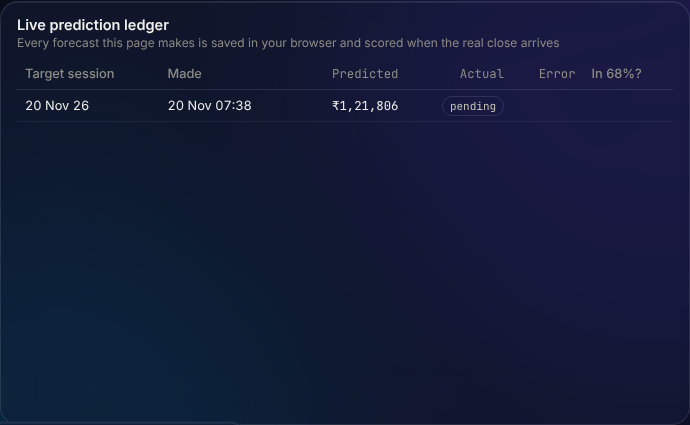 Live prediction ledger
Every forecast this page makes is saved in your browser and scored when the real close arrives
Target session Made Predicted Actual Error In 68%?
20 Nov 26 20 Nov 07:38 ₹1,21,806 pending